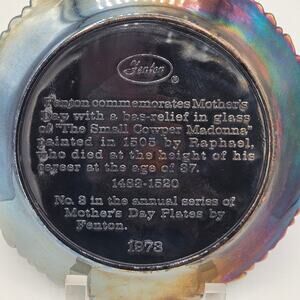 Fenton
®
Fenton commemorates Mother's
Day with a bas-relief in glass
of "The Small Cowper Madonna"
painted in 1505 by Raphael,
who died at the height of his
career at the age of 37.
1483-1520
No. 3 in the annual series of
Mother's Day Plates by
Fenton.
1973